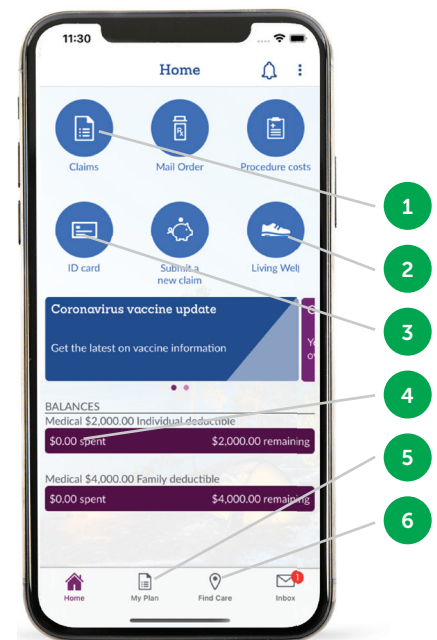 11:30
Home
Claims
Mail Order
Procedure costs
1
ID card
Submit a
new claim
Living Well
2
3
Coronavirus vaccine update
Get the latest on vaccine information
BALANCES
Medical $2,000.00 Individual deductible
$0.00 spent
$2,000.00 remaining
4
Medical $4,000.00 Family deductible
$0.00 spent
$4,000.00 remaining
5
6
Home
My Plan
Find Care
Inbox
1